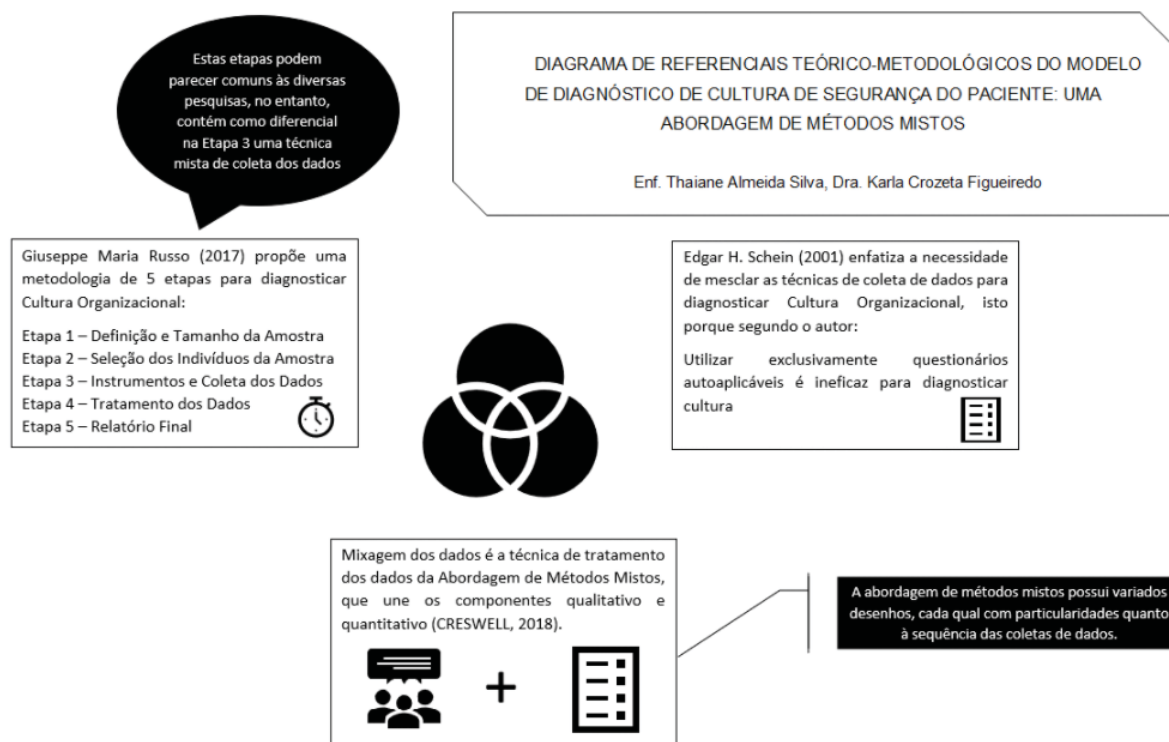 Estas etapas podem
parecer comuns às diversas
pesquisas, no entanto,
contém como diferencial
na Etapa 3 uma técnica
mista de coleta dos dados
DIAGRAMA DE REFERENCIAIS TEÓRICO-METODOLÓGICOS DO MODELO
DE DIAGNÓSTICO DE CULTURA DE SEGURANÇA DO PACIENTE: UMA
ABORDAGEM DE MÉTODOS MISTOS
Enf. Thaiane Almeida Silva, Dra. Karla Crozeta Figueiredo
Giuseppe Maria Russo (2017) propõe uma
metodologia de 5 etapas para diagnosticar
Cultura Organizacional:
Etapa 1 – Definição e Tamanho da Amostra
Etapa 2 – Seleção dos Indivíduos da Amostra
Etapa 3 – Instrumentos e Coleta dos Dados
Etapa 4 – Tratamento dos Dados
Etapa 5 – Relatório Final
Edgar H. Schein (2001) enfatiza a necessidade
de mesclar as técnicas de coleta de dados para
diagnosticar Cultura Organizacional, isto
porque segundo o autor:
Utilizar exclusivamente questionários
autoaplicáveis é ineficaz para diagnosticar
cultura
Mixagem dos dados é a técnica de tratamento
dos dados da Abordagem de Métodos Mistos,
que une os componentes qualitativo e
quantitativo (CRESWELL, 2018).
+
A abordagem de métodos mistos possui variados
desenhos, cada qual com particularidades quanto
à sequência das coletas de dados.